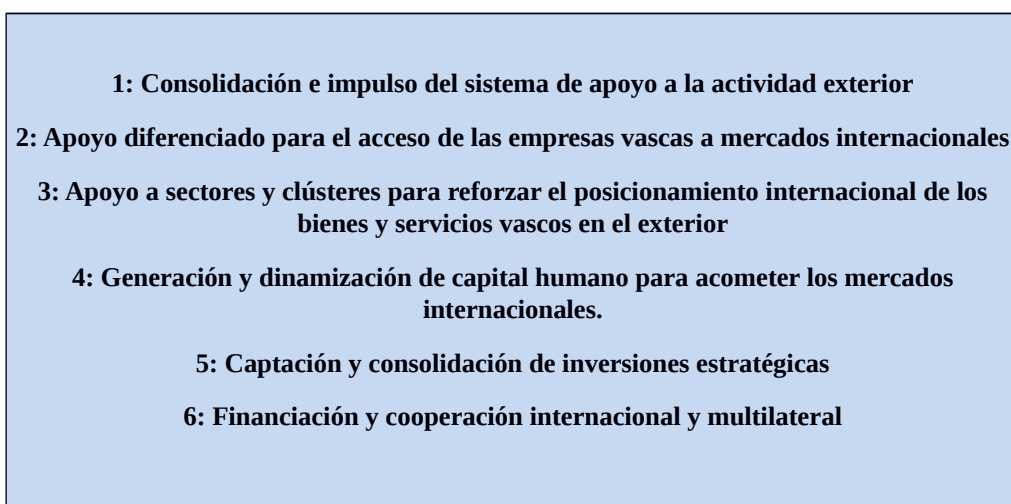 1: Consolidación e impulso del sistema de apoyo a la actividad exterior
2: Apoyo diferenciado para el acceso de las empresas vascas a mercados internacionales
3: Apoyo a sectores y clústeres para reforzar el posicionamiento internacional de los
bienes y servicios vascos en el exterior
4: Generación y dinamización de capital humano para acometer los mercados
internacionales.
5: Captación y consolidación de inversiones estratégicas
6: Financiación y cooperación internacional y multilateral